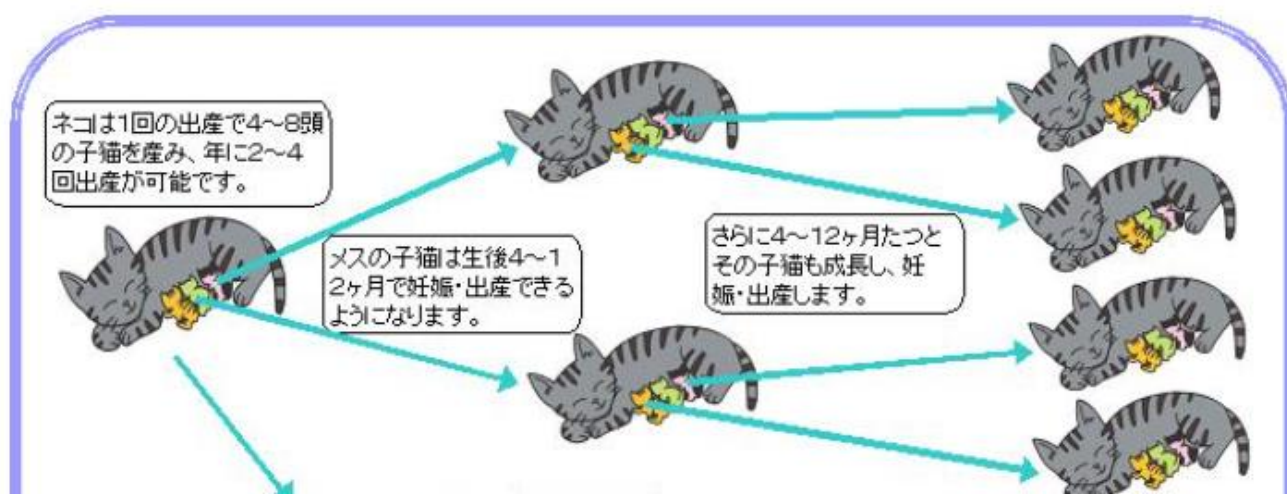 ネコは1回の出産で4～8頭
の子猫を産み、年に2～4
回出産が可能です。
メスの子猫は生後4～1
2ヶ月で妊娠・出産できる
ようになります。
さらに4～12ヶ月たつと
その子猫も成長し、妊
娠・出産します。